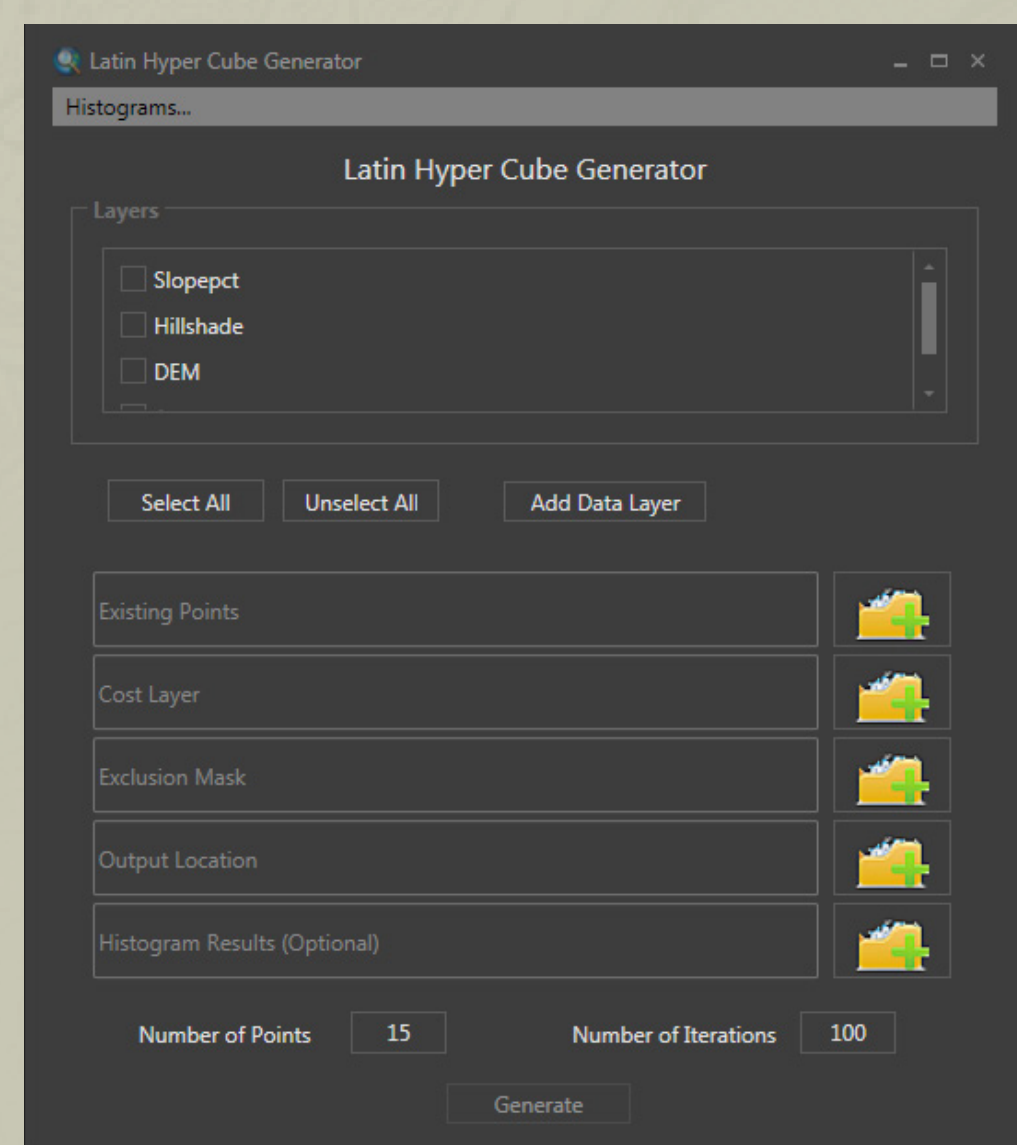 Latin Hyper Cube Generator
Histograms...
Latin Hyper Cube Generator
Layers
Slopepct
Hillshade
DEM
Select All Unselect All Add Data Layer
Existing Points
Cost Layer
Exclusion Mask
Output Location
Histogram Results (Optional)
Number of Points 15 Number of Iterations 100
Generate